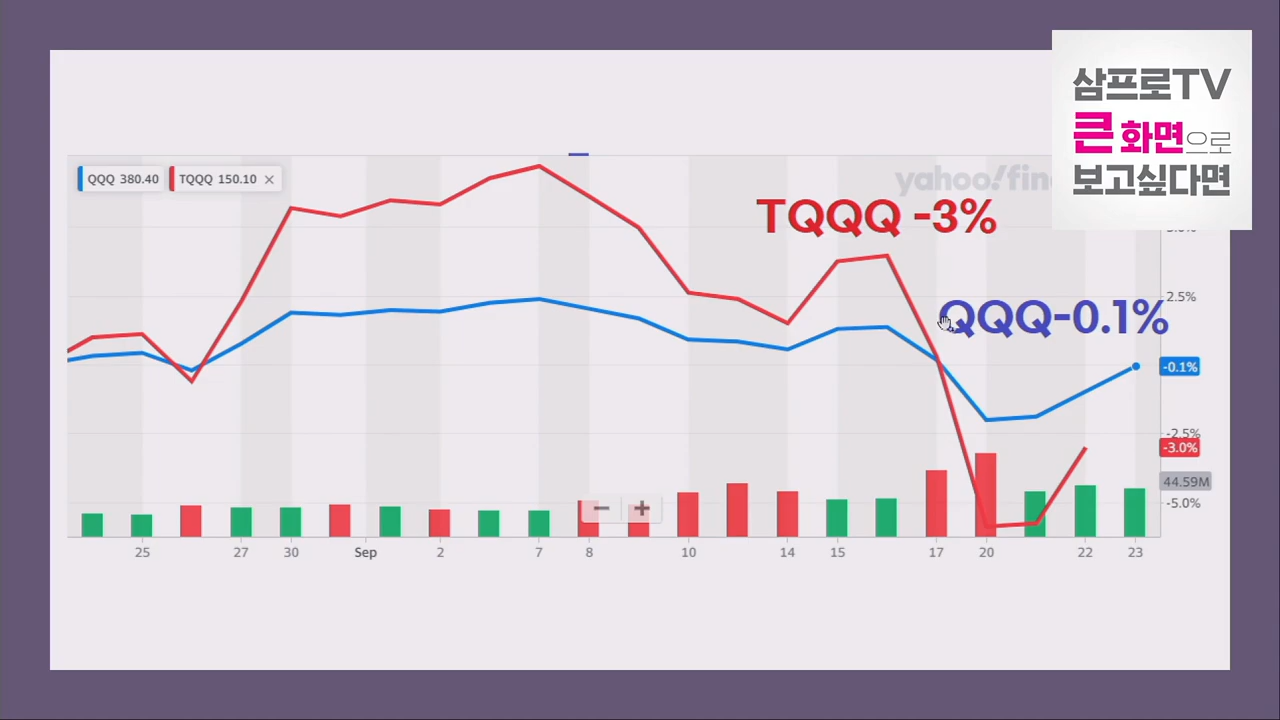 삼프로TV
큰 화면으로
보고싶다면
QQQ 380.40
TQQQ 150.10 ×
yahoo!fin
TQQQ -3%
QQQ-0.1%
2.5%
-0.1%
-2.5%
-3.0%
44.59M
-5.0%
− +
25 27 30 Sep 2 7 8 10 14 15 17 20 22 23